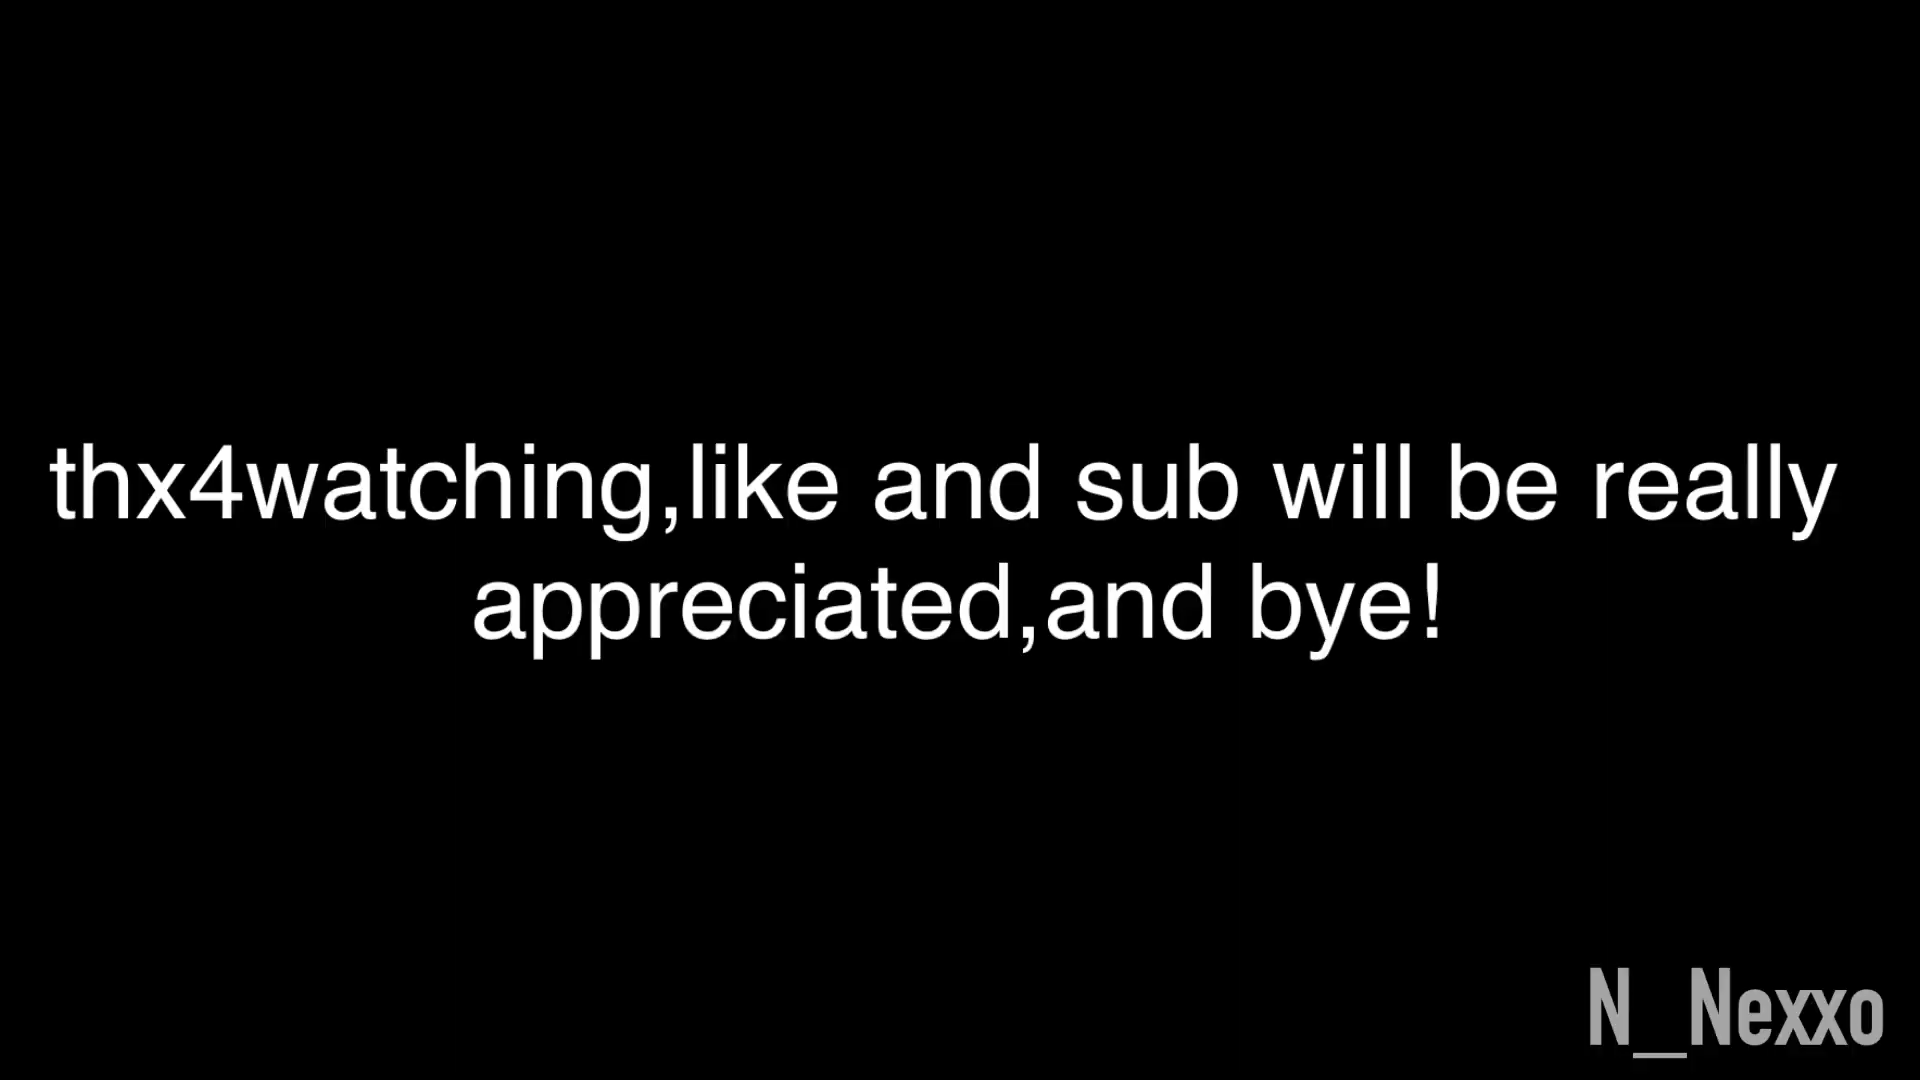 thx4watching,like and sub will be really
appreciated,and bye!
N_Nexxo